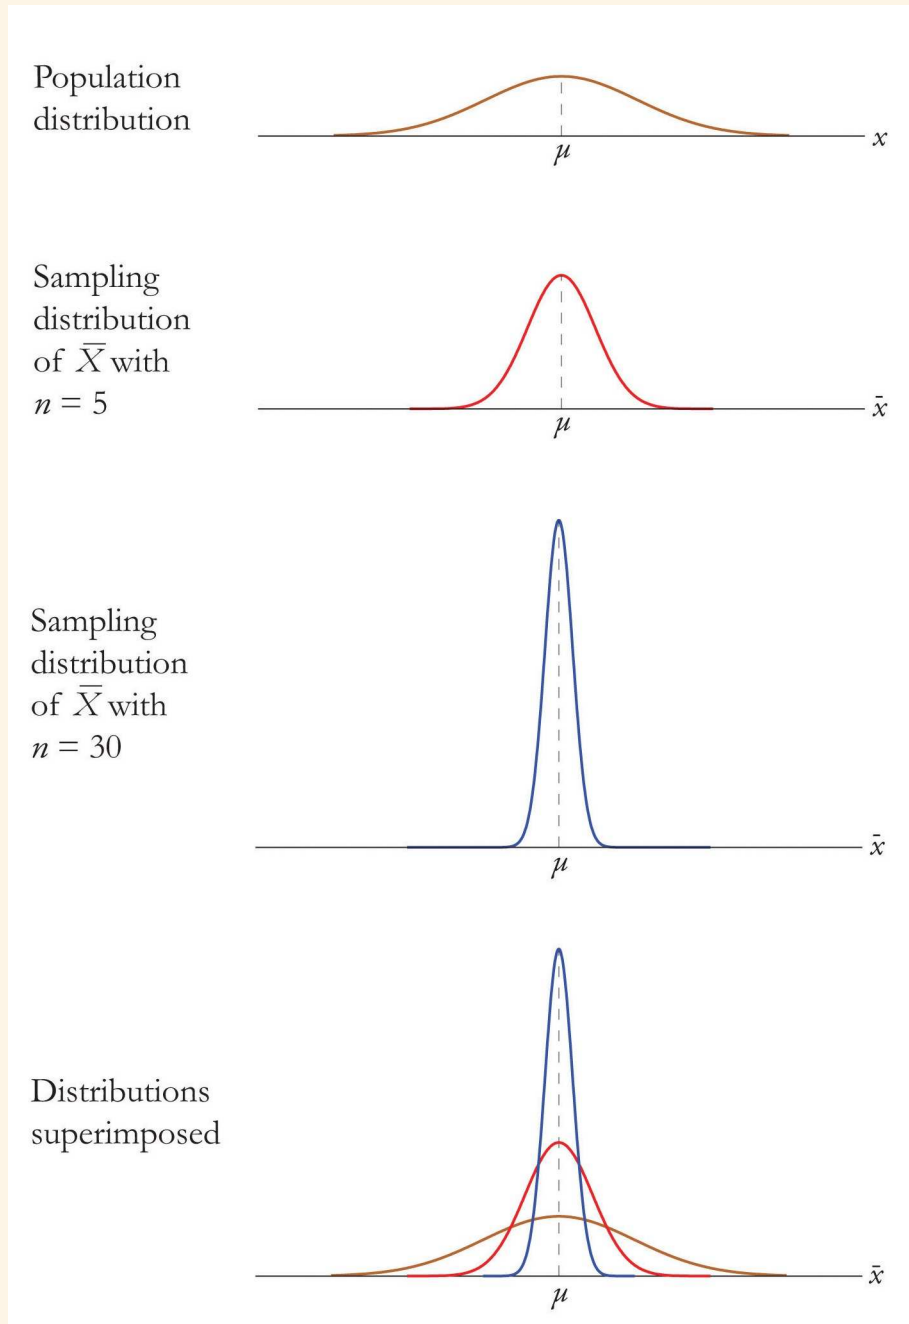 Population
distribution
x
μ
Sampling
distribution
of X̅ with
n = 5
x̄
μ
Sampling
distribution
of X̅ with
n = 30
x̄
μ
Distributions
superimposed
x̄
μ